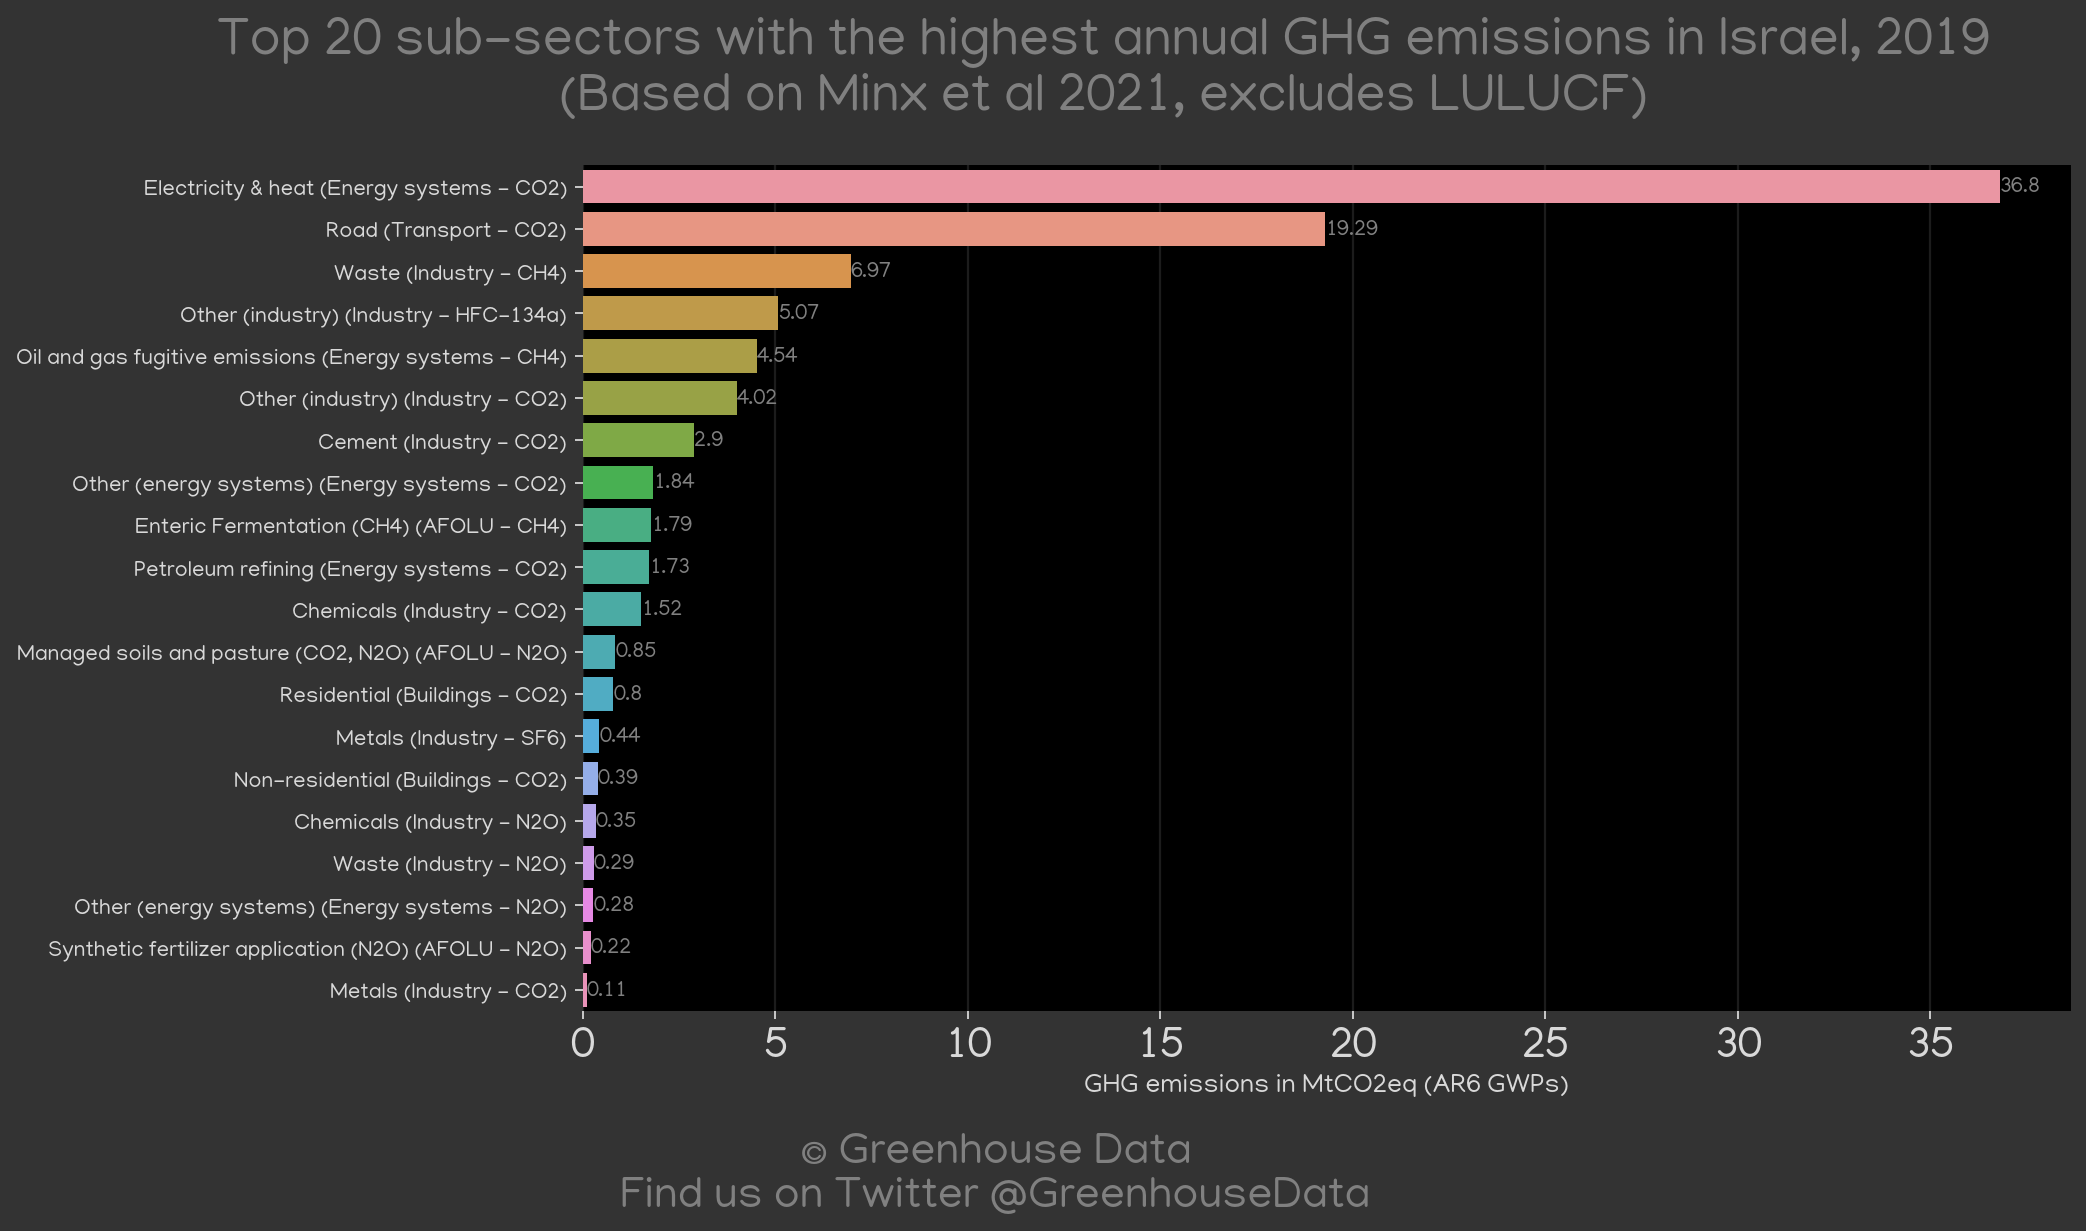 Top 20 sub-sectors with the highest annual GHG emissions in Israel, 2019
(Based on Minx et al 2021, excludes LULUCF)
Electricity & heat (Energy systems - CO2) 36.8
Road (Transport - CO2) 19.29
Waste (Industry - CH4) 6.97
Other (industry) (Industry - HFC-134a) 5.07
Oil and gas fugitive emissions (Energy systems - CH4) 4.54
Other (industry) (Industry - CO2) 4.02
Cement (Industry - CO2) 2.9
Other (energy systems) (Energy systems - CO2) 1.84
Enteric Fermentation (CH4) (AFOLU - CH4) 1.79
Petroleum refining (Energy systems - CO2) 1.73
Chemicals (Industry - CO2) 1.52
Managed soils and pasture (CO2, N2O) (AFOLU - N2O) 0.85
Residential (Buildings - CO2) 0.8
Metals (Industry - SF6) 0.44
Non-residential (Buildings - CO2) 0.39
Chemicals (Industry - N2O) 0.35
Waste (Industry - N2O) 0.29
Other (energy systems) (Energy systems - N2O) 0.28
Synthetic fertilizer application (N2O) (AFOLU - N2O) 0.22
Metals (Industry - CO2) 0.11
0 5 10 15 20 25 30 35
GHG emissions in MtCO2eq (AR6 GWPs)
© Greenhouse Data
Find us on Twitter @GreenhouseData